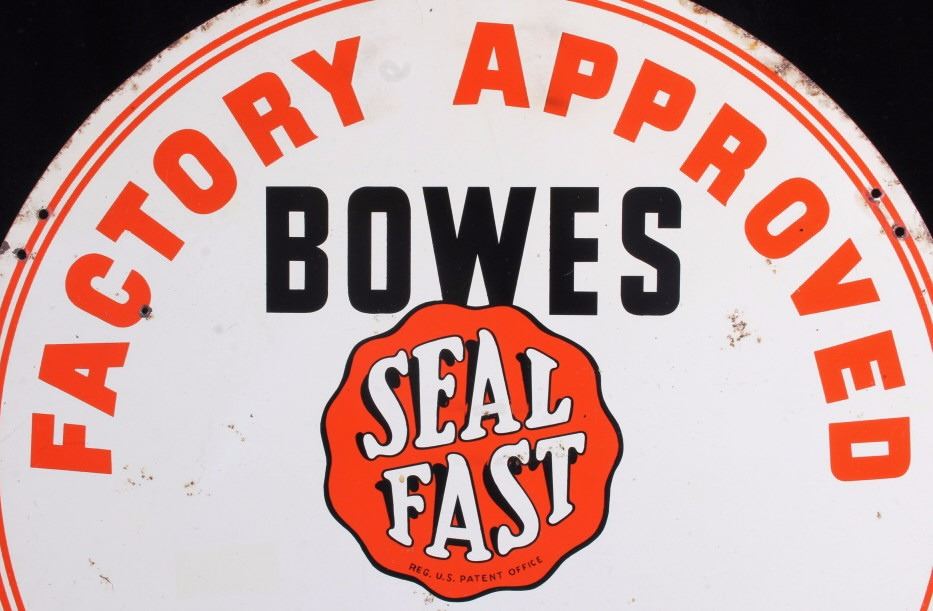 FACTORY APPROVED
BOWES
SEAL
FAST
REG. U.S. PATENT OFFICE